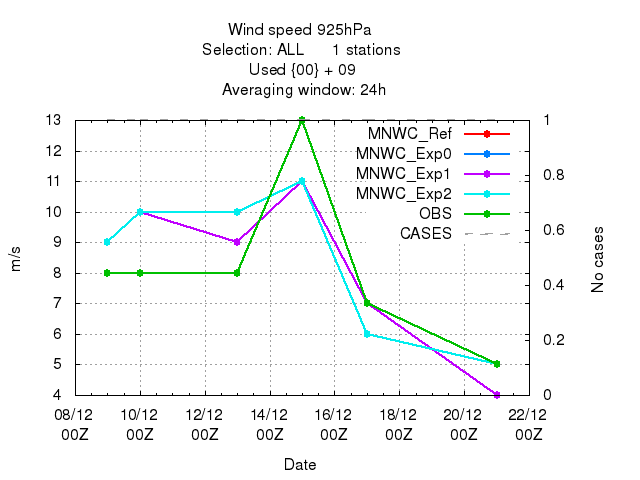 Wind speed 925hPa
Selection: ALL 1 stations
Used {00} + 09
Averaging window: 24h
13
12
11
10
9
8
7
6
5
4
m/s
1
0.8
0.6
0.4
0.2
0
No cases
MNWC_Ref
MNWC_Exp0
MNWC_Exp1
MNWC_Exp2
OBS
CASES
08/12 10/12 12/12 14/12 16/12 18/12 20/12 22/12
00Z 00Z 00Z 00Z 00Z 00Z 00Z 00Z
Date